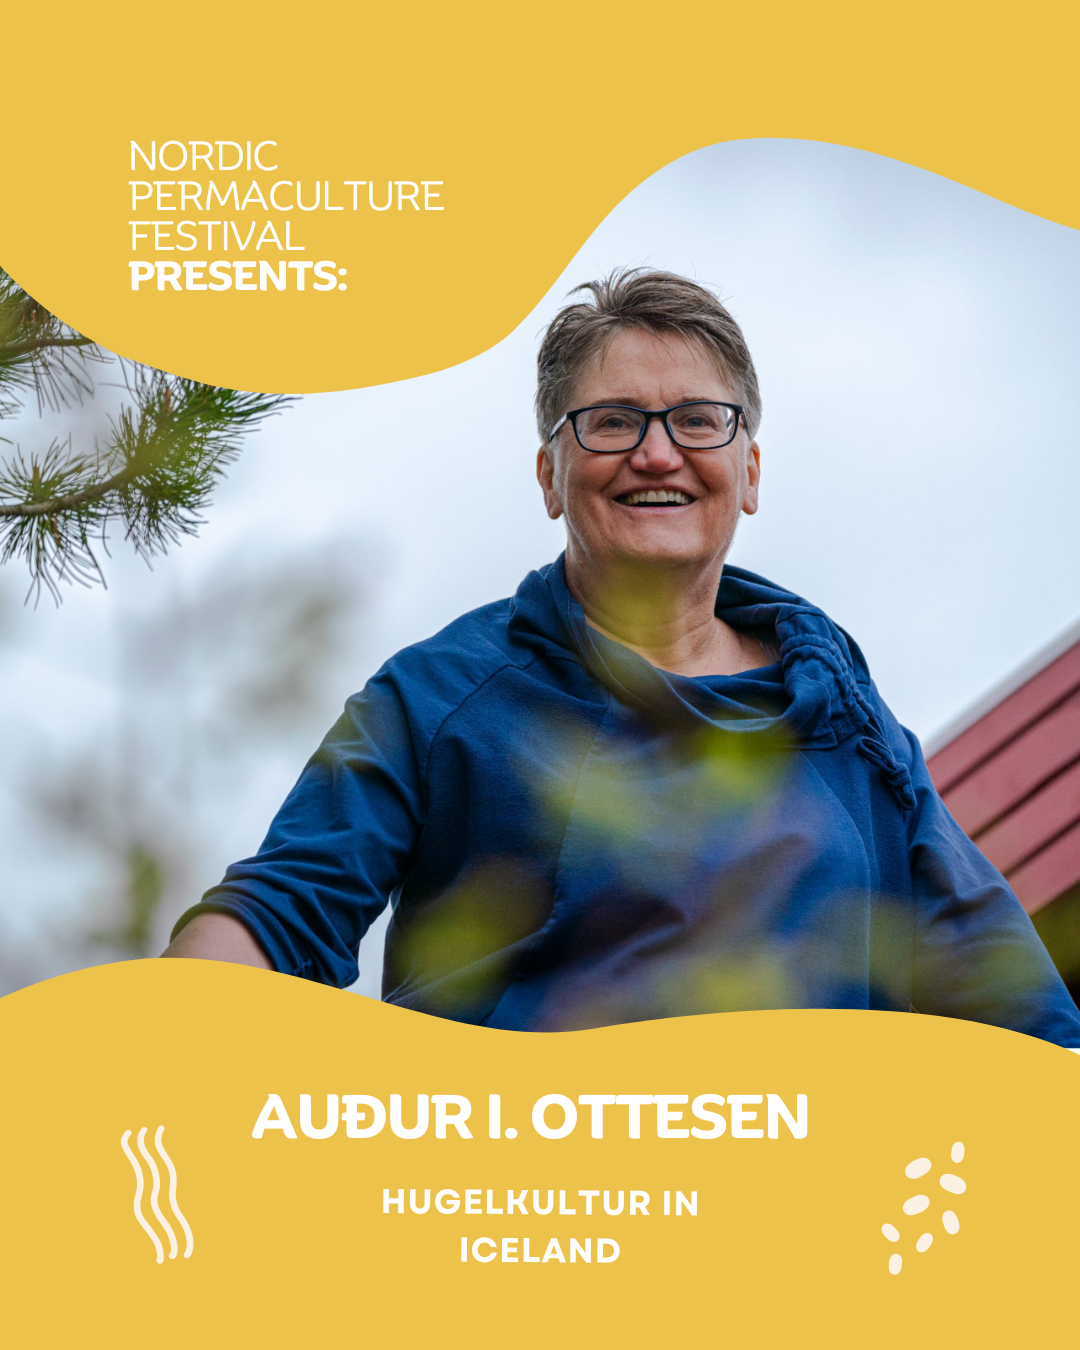 NORDIC
PERMACULTURE
FESTIVAL
PRESENTS:
AUÐUR I. OTTESEN
HUGELKULTUR IN
ICELAND